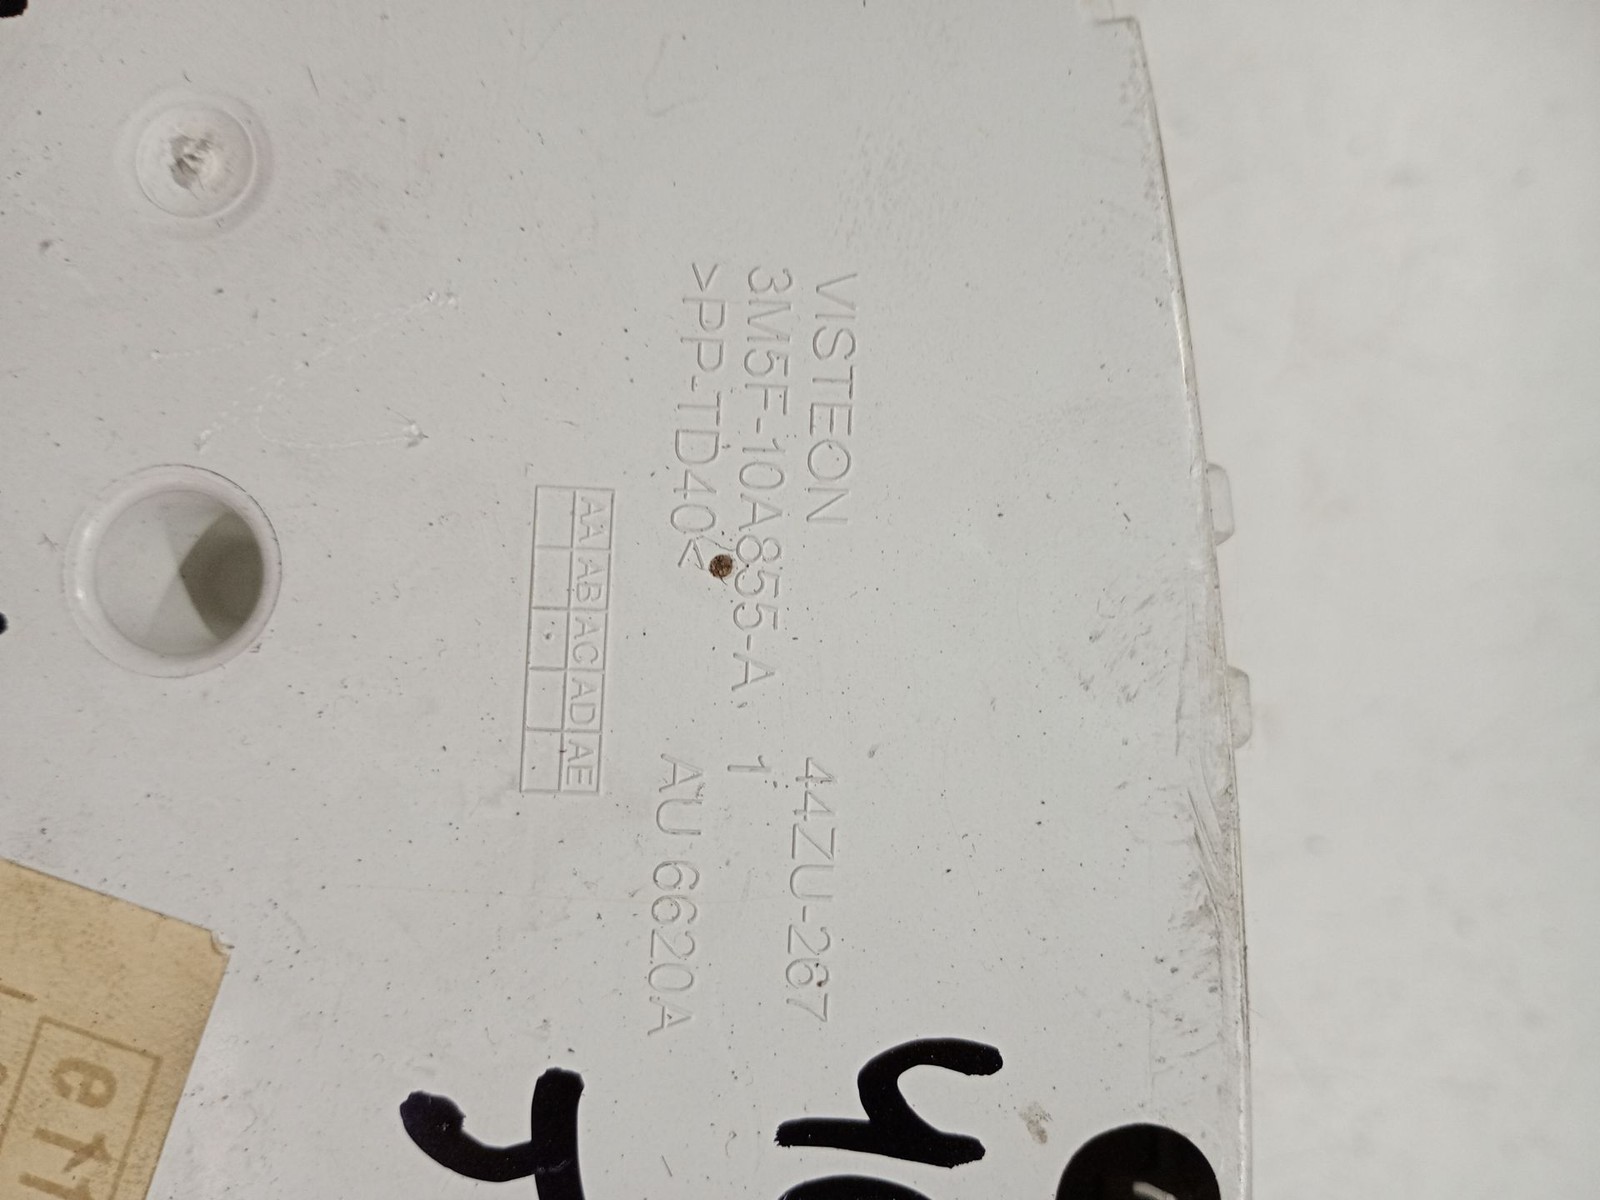 VISTEON 44ZU-267
3M5F-10A855-A. 1
>PP-TD40< AU 6620A
AA AB AC AD AE